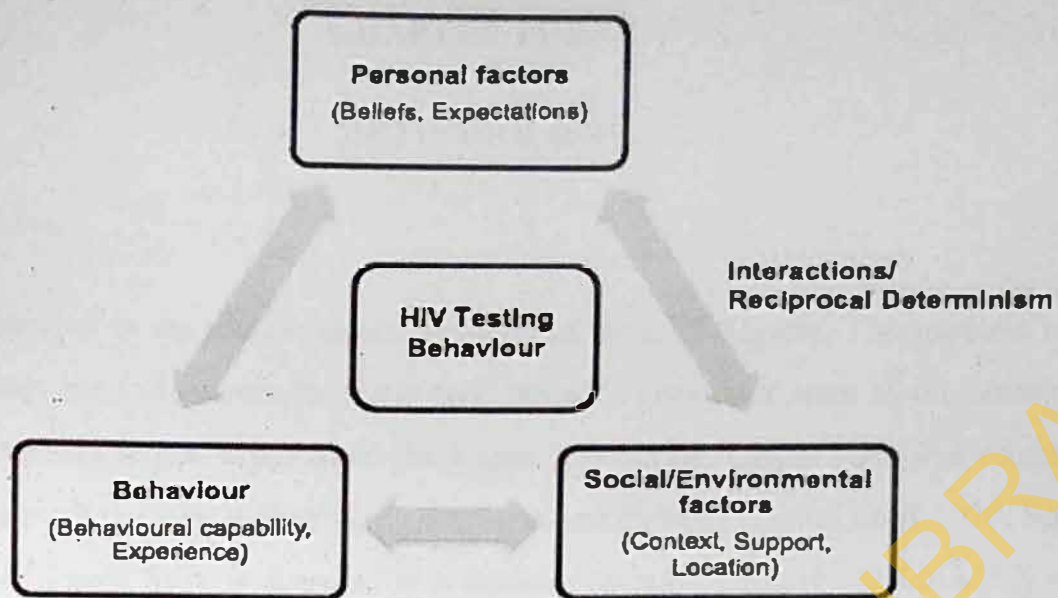 Personal factors
(Beliefs, Expectations)
Interactions/
Reciprocal Determinism
HIV Testing
Behaviour
Behaviour
(Behavioural capability,
Experience)
Social/Environmental
factors
(Context, Support,
Location)